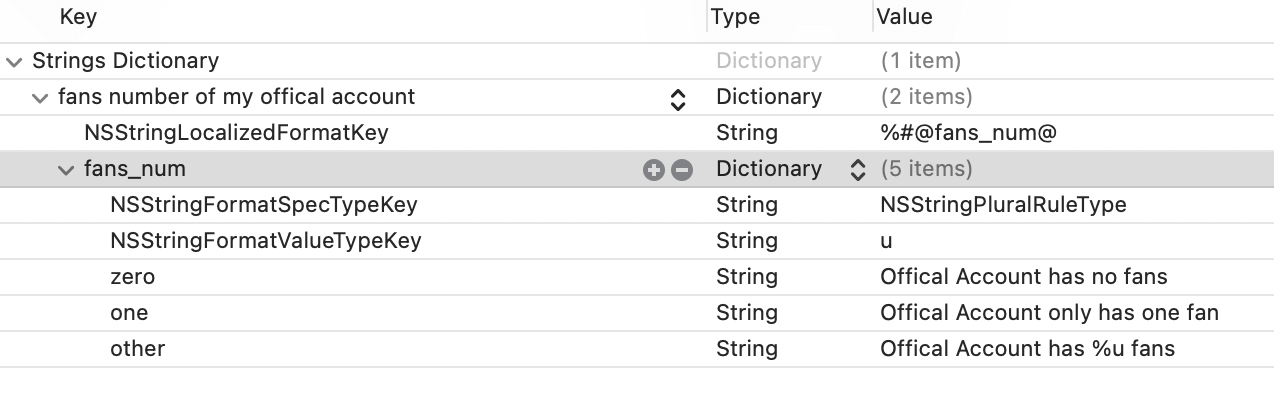 Key Type Value
Strings Dictionary Dictionary (1 item)
fans number of my offical account Dictionary (2 items)
NSStringLocalizedFormatKey String %#@fans_num@
fans_num Dictionary (5 items)
NSStringFormatSpecTypeKey String NSStringPluralRuleType
NSStringFormatValueTypeKey String u
zero String Offical Account has no fans
one String Offical Account only has one fan
other String Offical Account has %u fans